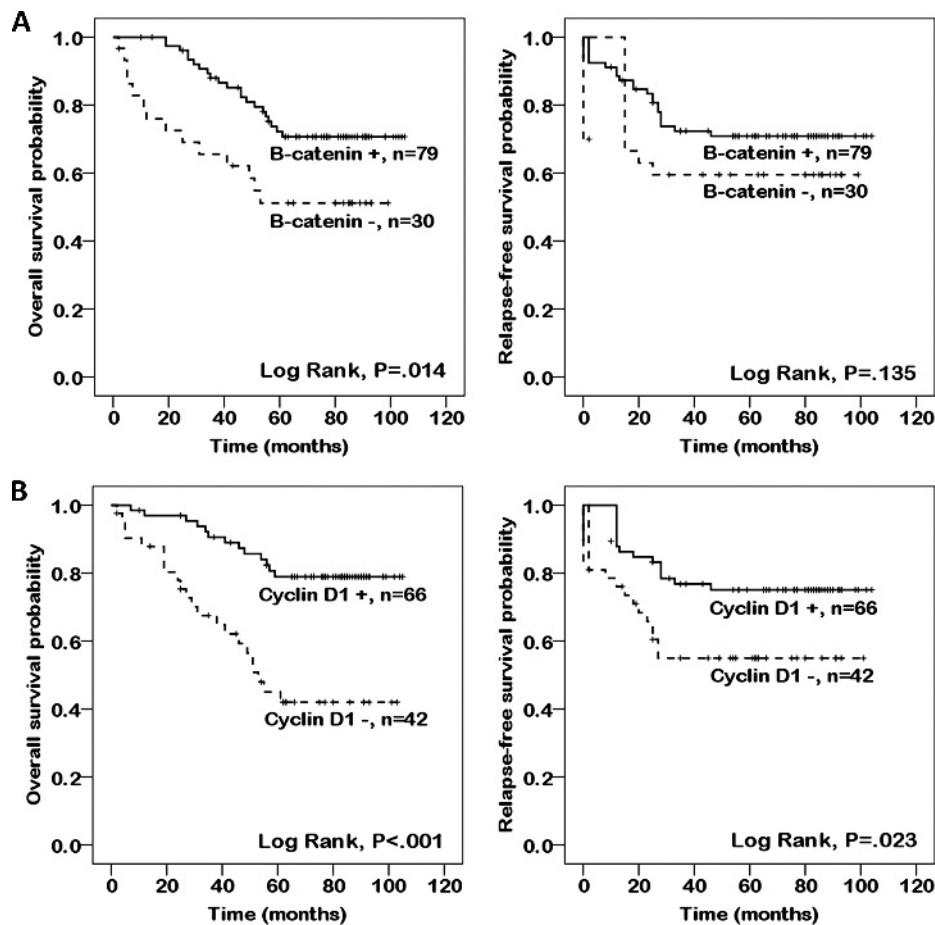 A
Overall survival probability
1.0
0.8
0.6
0.4
0.2
0.0
B-catenin +, n=79
B-catenin -, n=30
Log Rank, P=.014
0 20 40 60 80 100 120
Time (months)
Relapse-free survival probability
1.0
0.8
0.6
0.4
0.2
0.0
B-catenin +, n=79
B-catenin -, n=30
Log Rank, P=.135
0 20 40 60 80 100 120
Time (months)
B
Overall survival probability
1.0
0.8
0.6
0.4
0.2
0.0
Cyclin D1 +, n=66
Cyclin D1 -, n=42
Log Rank, P<.001
0 20 40 60 80 100 120
Time (months)
Relapse-free survival probability
1.0
0.8
0.6
0.4
0.2
0.0
Cyclin D1 +, n=66
Cyclin D1 -, n=42
Log Rank, P=.023
0 20 40 60 80 100 120
Time (months)